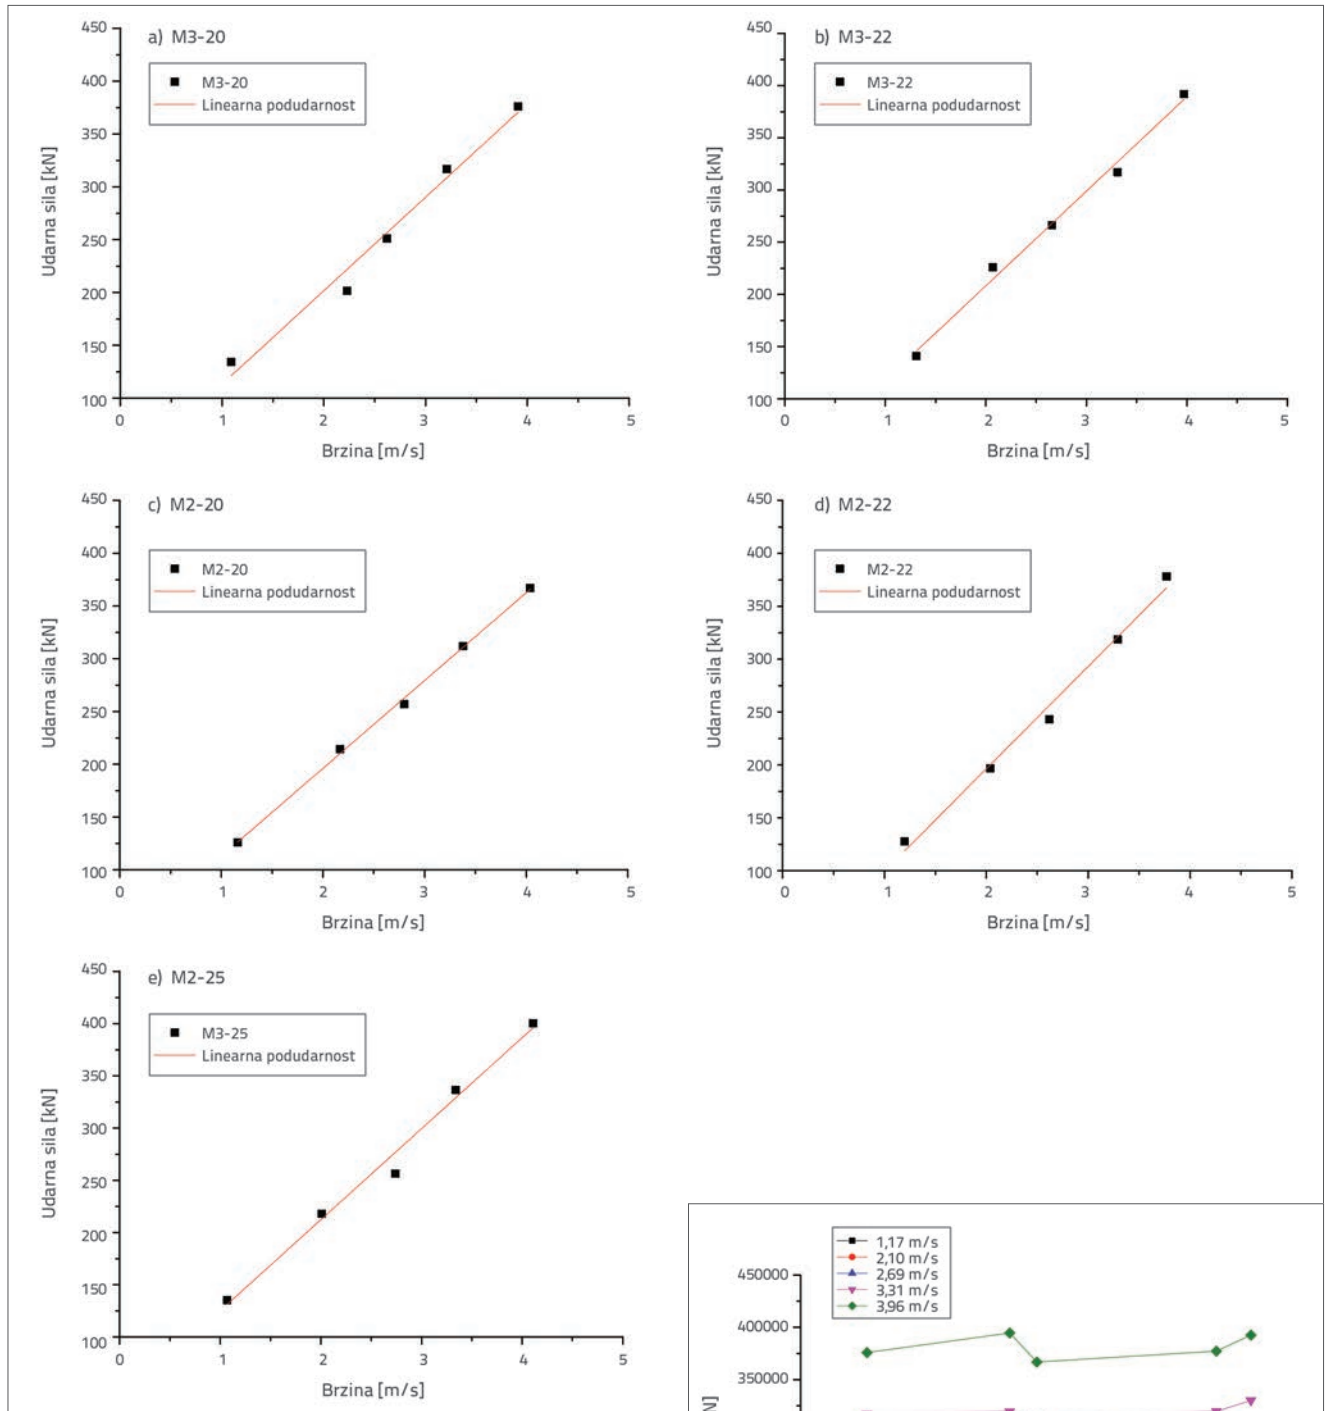 a) M3-20
M3-20
Linearna podudarnost
450
400
350
300
250
200
150
100
Udarna sila [kN]
0 1 2 3 4 5
Brzina [m/s]
b) M3-22
M3-22
Linearna podudarnost
450
400
350
300
250
200
150
100
Udarna sila [kN]
0 1 2 3 4 5
Brzina [m/s]
c) M2-20
M2-20
Linearna podudarnost
450
400
350
300
250
200
150
100
Udarna sila [kN]
0 1 2 3 4 5
Brzina [m/s]
d) M2-22
M2-22
Linearna podudarnost
450
400
350
300
250
200
150
100
Udarna sila [kN]
0 1 2 3 4 5
Brzina [m/s]
e) M2-25
M3-25
Linearna podudarnost
450
400
350
300
250
200
150
100
Udarna sila [kN]
0 1 2 3 4 5
Brzina [m/s]
1,17 m/s
2,10 m/s
2,69 m/s
3,31 m/s
3,96 m/s
450000
400000
350000
N]